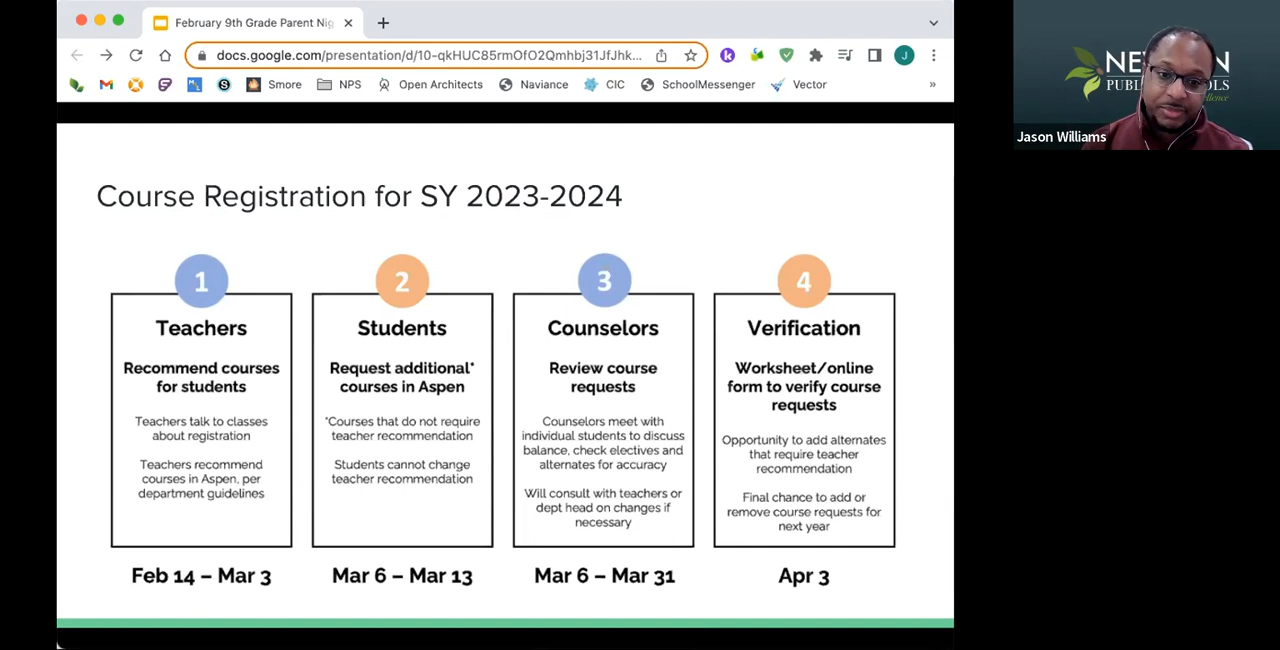 February 9th Grade Parent Nig
docs.google.com/presentation/d/10-qkHUC85rmOfO2Qmhbj31JfJhk...
J
Smore
NPS
Open Architects
Naviance
CIC
SchoolMessenger
Vector
»
Jason Williams
Course Registration for SY 2023-2024
1
Teachers
Recommend courses
for students
Teachers talk to classes
about registration
Teachers recommend
courses in Aspen, per
department guidelines
Feb 14 – Mar 3
2
Students
Request additional*
courses in Aspen
*Courses that do not require
teacher recommendation
Students cannot change
teacher recommendation
Mar 6 – Mar 13
3
Counselors
Review course
requests
Counselors meet with
individual students to discuss
balance, check electives and
alternates for accuracy
Will consult with teachers or
dept head on changes if
necessary
Mar 6 – Mar 31
4
Verification
Worksheet/online
form to verify course
requests
Opportunity to add alternates
that require teacher
recommendation
Final chance to add or
remove course requests for
next year
Apr 3